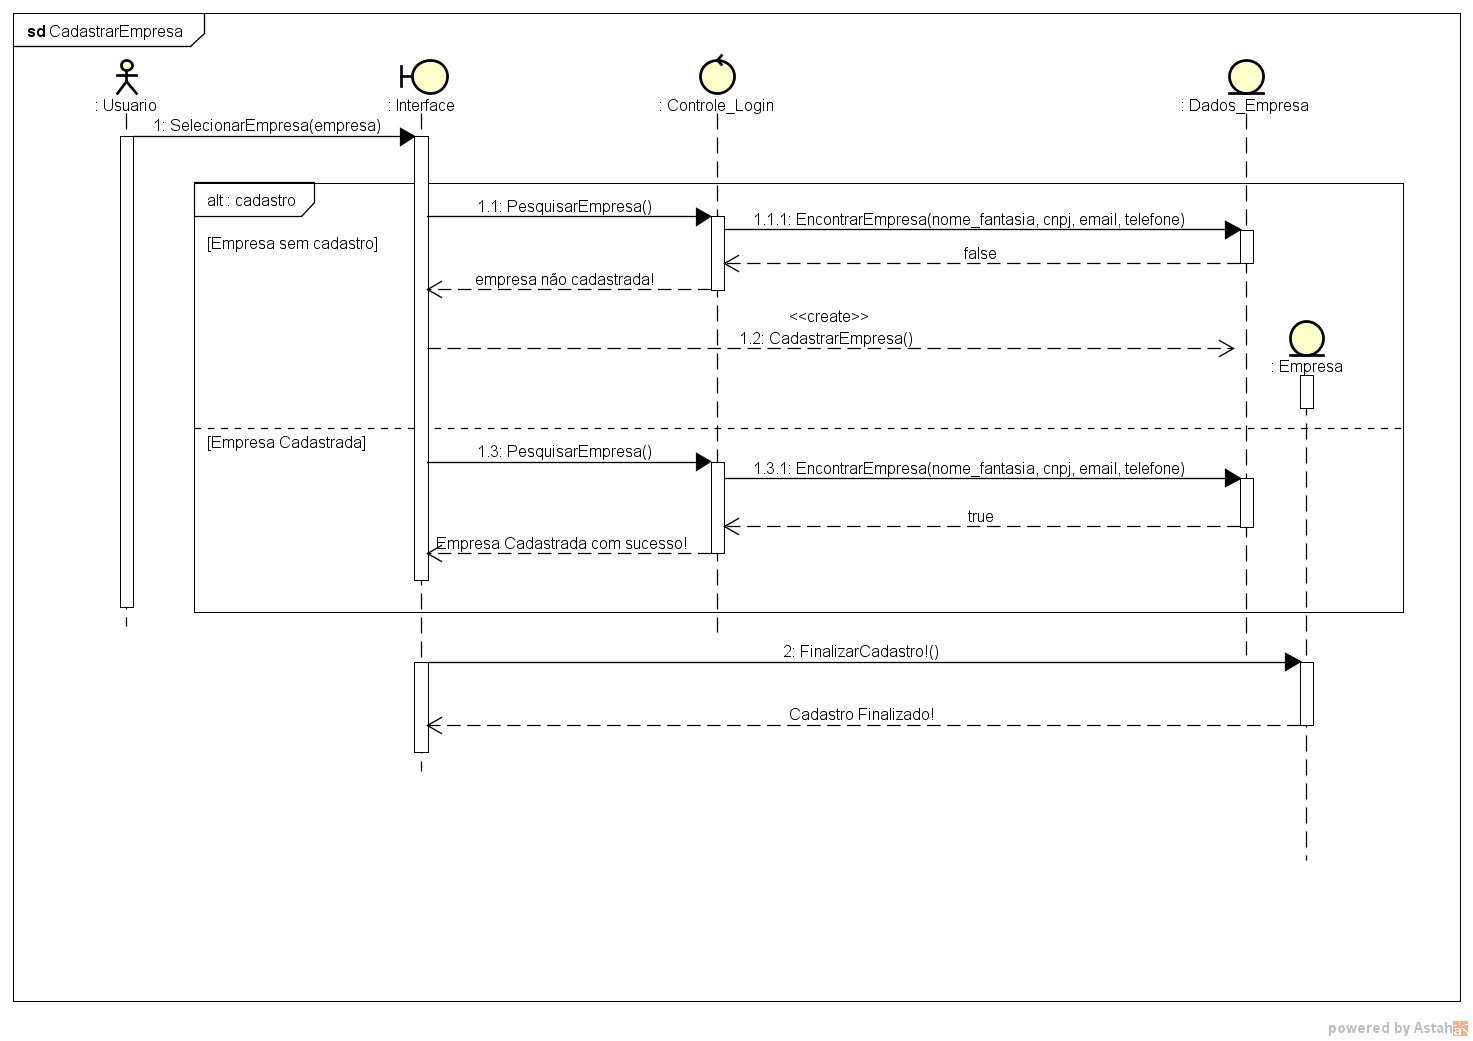 sd CadastrarEmpresa
: Usuario
: Interface
: Controle_Login
: Dados_Empresa
1: SelecionarEmpresa(empresa)
alt : cadastro
1.1: PesquisarEmpresa()
1.1.1: EncontrarEmpresa(nome_fantasia, cnpj, email, telefone)
[Empresa sem cadastro]
false
empresa não cadastrada!
<<create>>
1.2: CadastrarEmpresa()
: Empresa
[Empresa Cadastrada]
1.3: PesquisarEmpresa()
1.3.1: EncontrarEmpresa(nome_fantasia, cnpj, email, telefone)
true
Empresa Cadastrada com sucesso!
2: FinalizarCadastro!()
Cadastro Finalizado!
powered by Astah